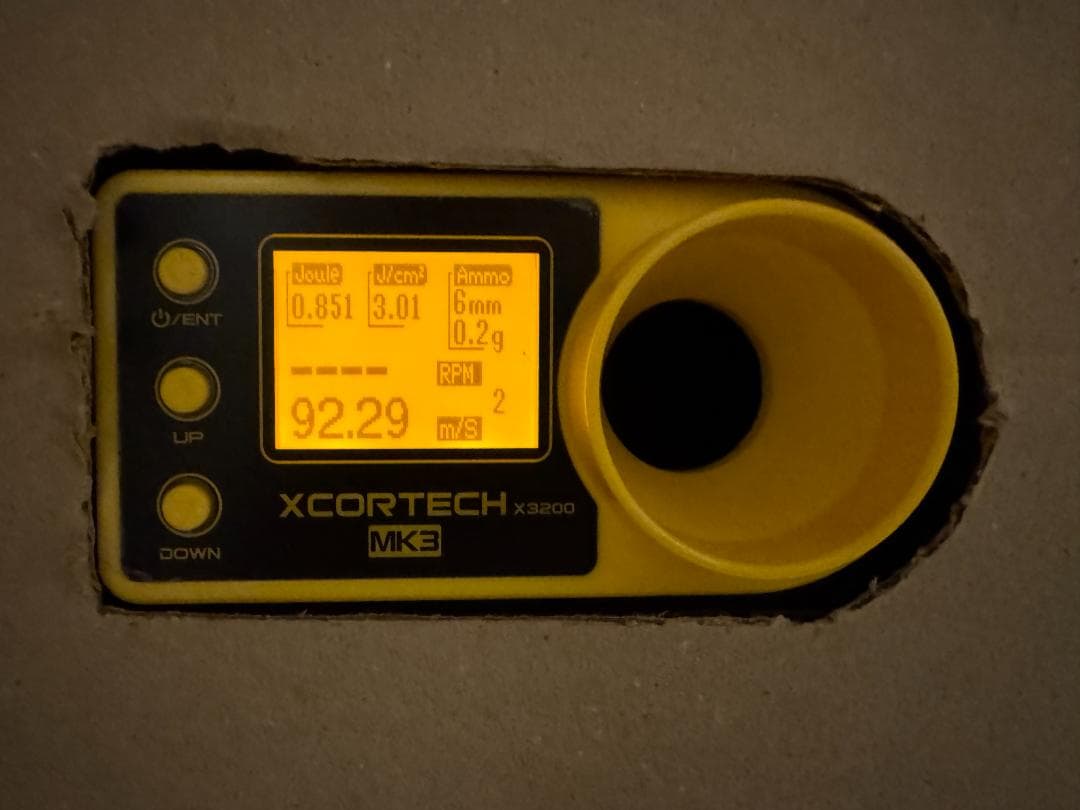 Joule J/cm² Ammo
0.851 3.01 6mm
0.2g
---- RPM
2
92.29 m/S
⏻/ENT
UP
DOWN
XCORTECH X3200
MK3